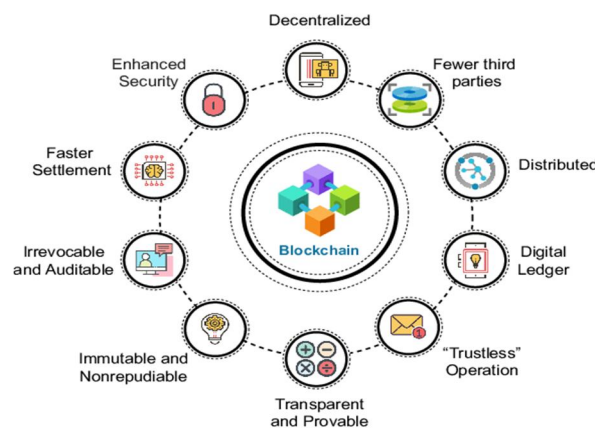 Decentralized
Enhanced
Security
Fewer third
parties
Faster
Settlement
Distributed
Blockchain
Irrevocable
and Auditable
Digital
Ledger
Immutable and
Nonrepudiable
"Trustless"
Operation
Transparent
and Provable
1